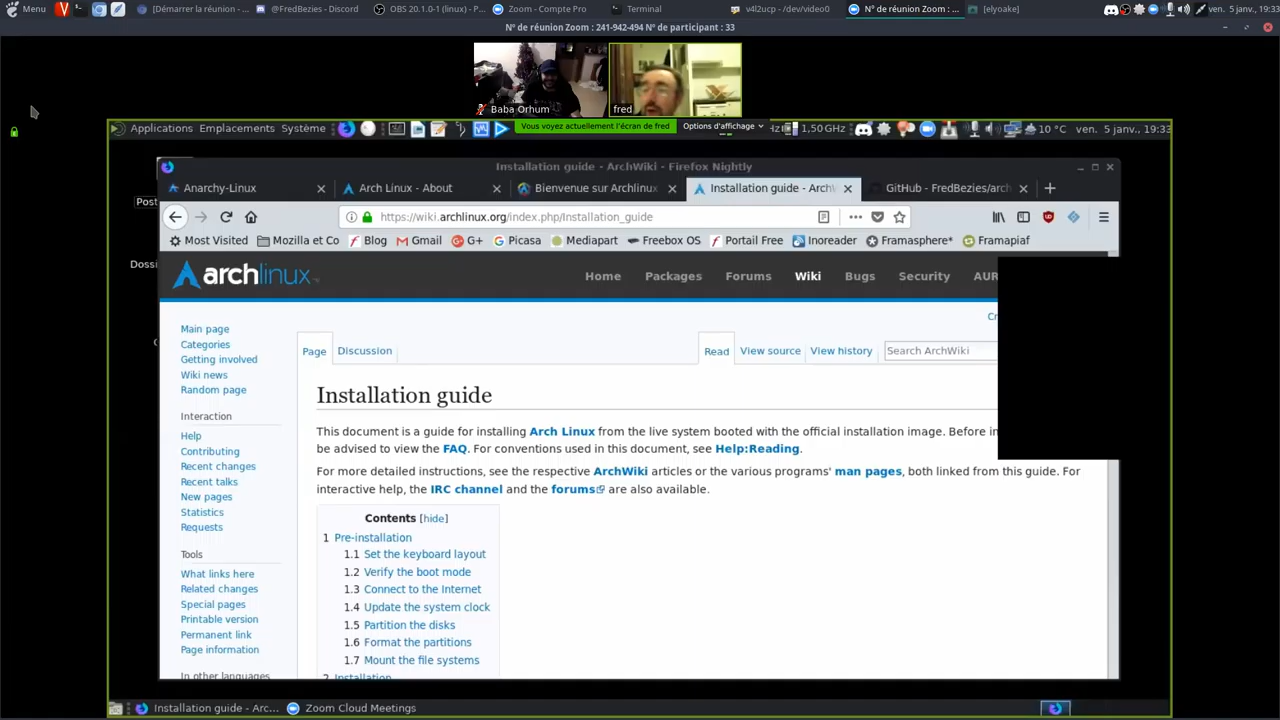 Menu [Démarrer la réunion ... @FredBezies - Discord OBS 20.1.0-1 (linux) - P... Zoom - Compte Pro Terminal v4l2ucp - /dev/video0 N° de réunion Zoom : ... [elyoake] ven. 5 janv., 19:33
N° de réunion Zoom : 241-942-494 N° de participant : 33
Baba Orhum
fred
Applications Emplacements Système Vous voyez actuellement l'écran de fred Options d'affichage Hz 1,50GHz 10 °C ven. 5 janv., 19:33
Installation guide - ArchWiki - Firefox Nightly
Anarchy-Linux Arch Linux - About Bienvenue sur Archlinux Installation guide - ArchW GitHub - FredBezies/arch
Post
https://wiki.archlinux.org/index.php/Installation_guide
Most Visited Mozilla et Co Blog Gmail G+ Picasa Mediapart Freebox OS Portail Free Inoreader Framasphère* Framapiaf
Dossi
archlinux Home Packages Forums Wiki Bugs Security AUR
Cr
Page Discussion Read View source View history Search ArchWiki
Main page
Categories
Getting involved
Wiki news
Random page
Interaction
Help
Contributing
Recent changes
Recent talks
New pages
Statistics
Requests
Tools
What links here
Related changes
Special pages
Printable version
Permanent link
Page information
In other languages
Installation guide
This document is a guide for installing Arch Linux from the live system booted with the official installation image. Before in
be advised to view the FAQ. For conventions used in this document, see Help:Reading.
For more detailed instructions, see the respective ArchWiki articles or the various programs' man pages, both linked from this guide. For
interactive help, the IRC channel and the forums are also available.
Contents [hide]
1 Pre-installation
1.1 Set the keyboard layout
1.2 Verify the boot mode
1.3 Connect to the Internet
1.4 Update the system clock
1.5 Partition the disks
1.6 Format the partitions
1.7 Mount the file systems
2 Installation
Installation guide - Arc... Zoom Cloud Meetings